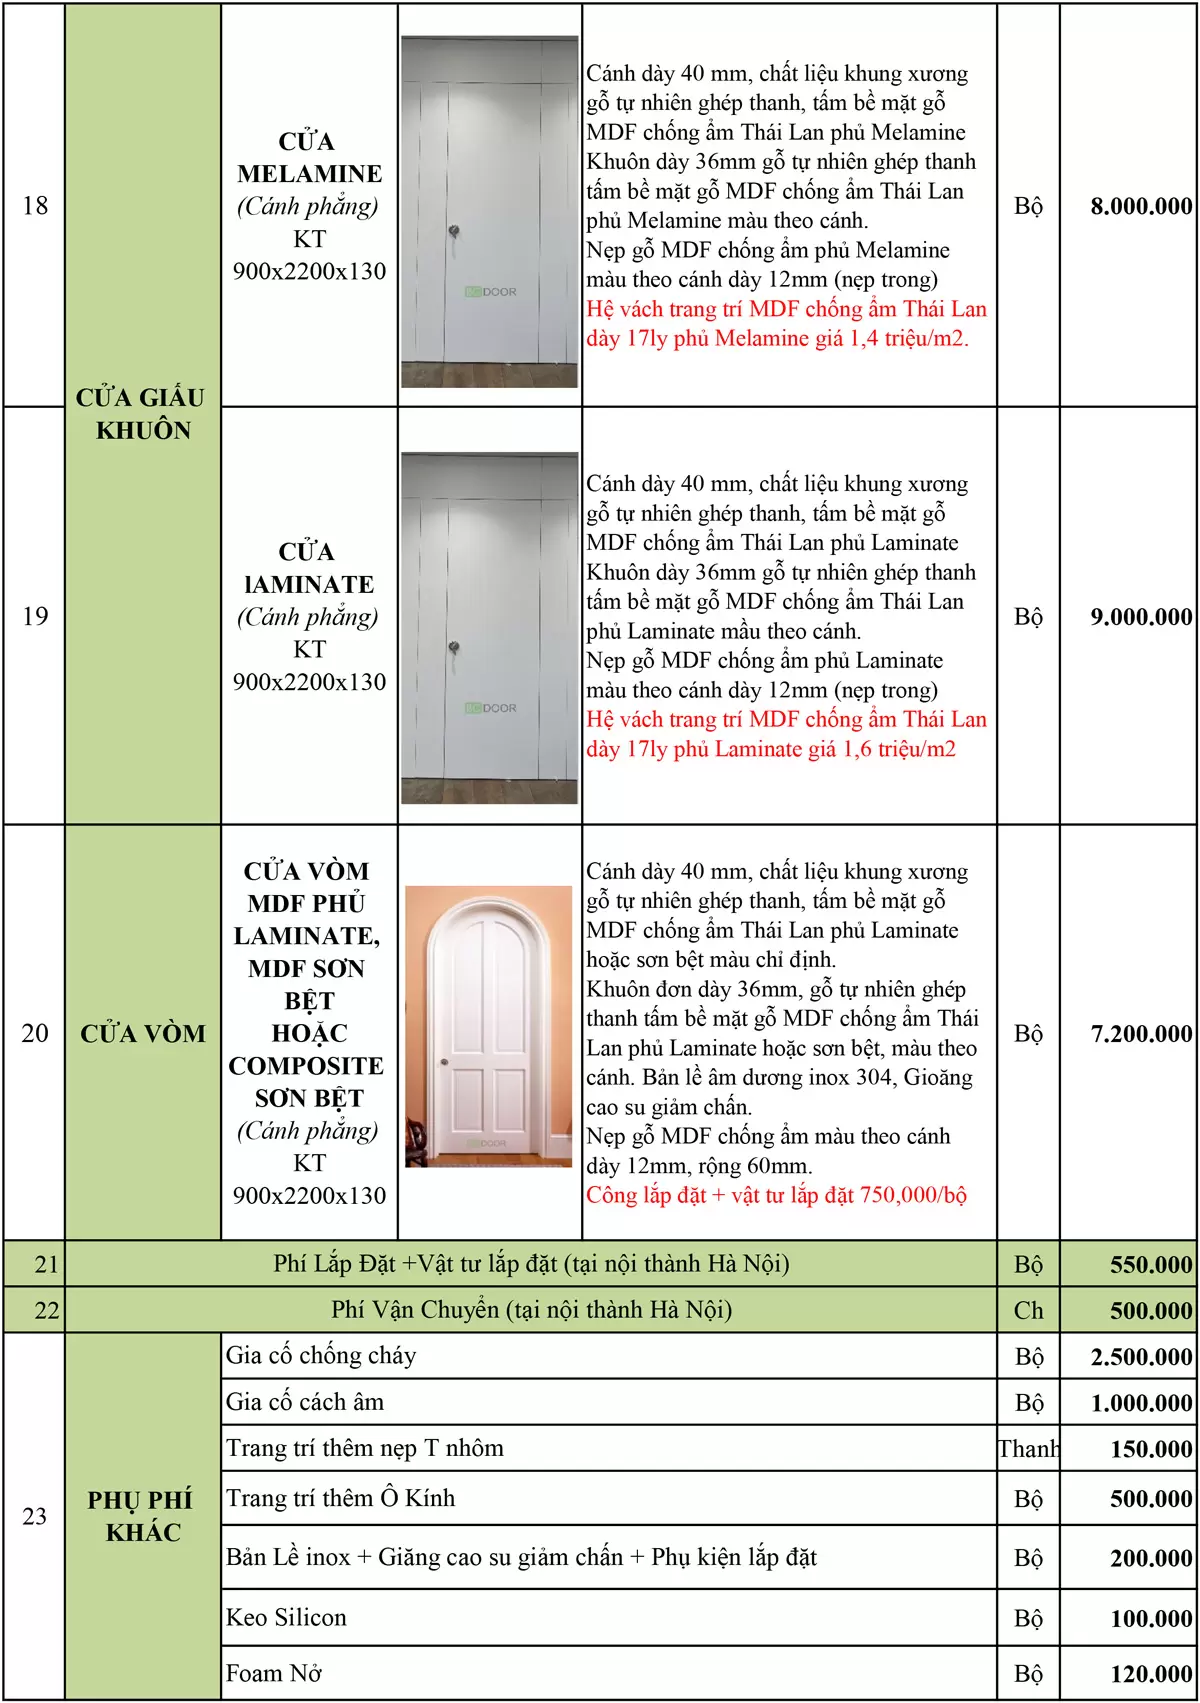 18
CỬA GIẤU
KHUÔN
CỬA
MELAMINE
(Cánh phẳng)
KT
900x2200x130
DOOR
Cánh dày 40 mm, chất liệu khung xương
gỗ tự nhiên ghép thanh, tấm bề mặt gỗ
MDF chống ẩm Thái Lan phủ Melamine
Khuôn dày 36mm gỗ tự nhiên ghép thanh
tấm bề mặt gỗ MDF chống ẩm Thái Lan
phủ Melamine màu theo cánh.
Nẹp gỗ MDF chống ẩm phủ Melamine
màu theo cánh dày 12mm (nẹp trong)
Hệ vách trang trí MDF chống ẩm Thái Lan
dày 17ly phủ Melamine giá 1,4 triệu/m2.
Bộ
8.000.000
19
CỬA
lAMINATE
(Cánh phẳng)
KT
900x2200x130
DOOR
Cánh dày 40 mm, chất liệu khung xương
gỗ tự nhiên ghép thanh, tấm bề mặt gỗ
MDF chống ẩm Thái Lan phủ Laminate
Khuôn dày 36mm gỗ tự nhiên ghép thanh
tấm bề mặt gỗ MDF chống ẩm Thái Lan
phủ Laminate mầu theo cánh.
Nẹp gỗ MDF chống ẩm phủ Laminate
màu theo cánh dày 12mm (nẹp trong)
Hệ vách trang trí MDF chống ẩm Thái Lan
dày 17ly phủ Laminate giá 1,6 triệu/m2
Bộ
9.000.000
20
CỬA VÒM
CỬA VÒM
MDF PHỦ
LAMINATE,
MDF SƠN
BỆT
HOẶC
COMPOSITE
SƠN BỆT
(Cánh phẳng)
KT
900x2200x130
DOOR
Cánh dày 40 mm, chất liệu khung xương
gỗ tự nhiên ghép thanh, tấm bề mặt gỗ
MDF chống ẩm Thái Lan phủ Laminate
hoặc sơn bệt màu chỉ định.
Khuôn đơn dày 36mm, gỗ tự nhiên ghép
thanh tấm bề mặt gỗ MDF chống ẩm Thái
Lan phủ Laminate hoặc sơn bệt, màu theo
cánh. Bản lề âm dương inox 304, Gioăng
cao su giảm chấn.
Nẹp gỗ MDF chống ẩm màu theo cánh
dày 12mm, rộng 60mm.
Công lắp đặt + vật tư lắp đặt 750,000/bộ
Bộ
7.200.000
21
Phí Lắp Đặt +Vật tư lắp đặt (tại nội thành Hà Nội)
Bộ
550.000
22
Phí Vận Chuyển (tại nội thành Hà Nội)
Ch
500.000
23
PHỤ PHÍ
KHÁC
Gia cố chống cháy
Bộ
2.500.000
Gia cố cách âm
Bộ
1.000.000
Trang trí thêm nẹp T nhôm
Thanh
150.000
Trang trí thêm Ô Kính
Bộ
500.000
Bản Lề inox + Giăng cao su giảm chấn + Phụ kiện lắp đặt
Bộ
200.000
Keo Silicon
Bộ
100.000
Foam Nở
Bộ
120.000